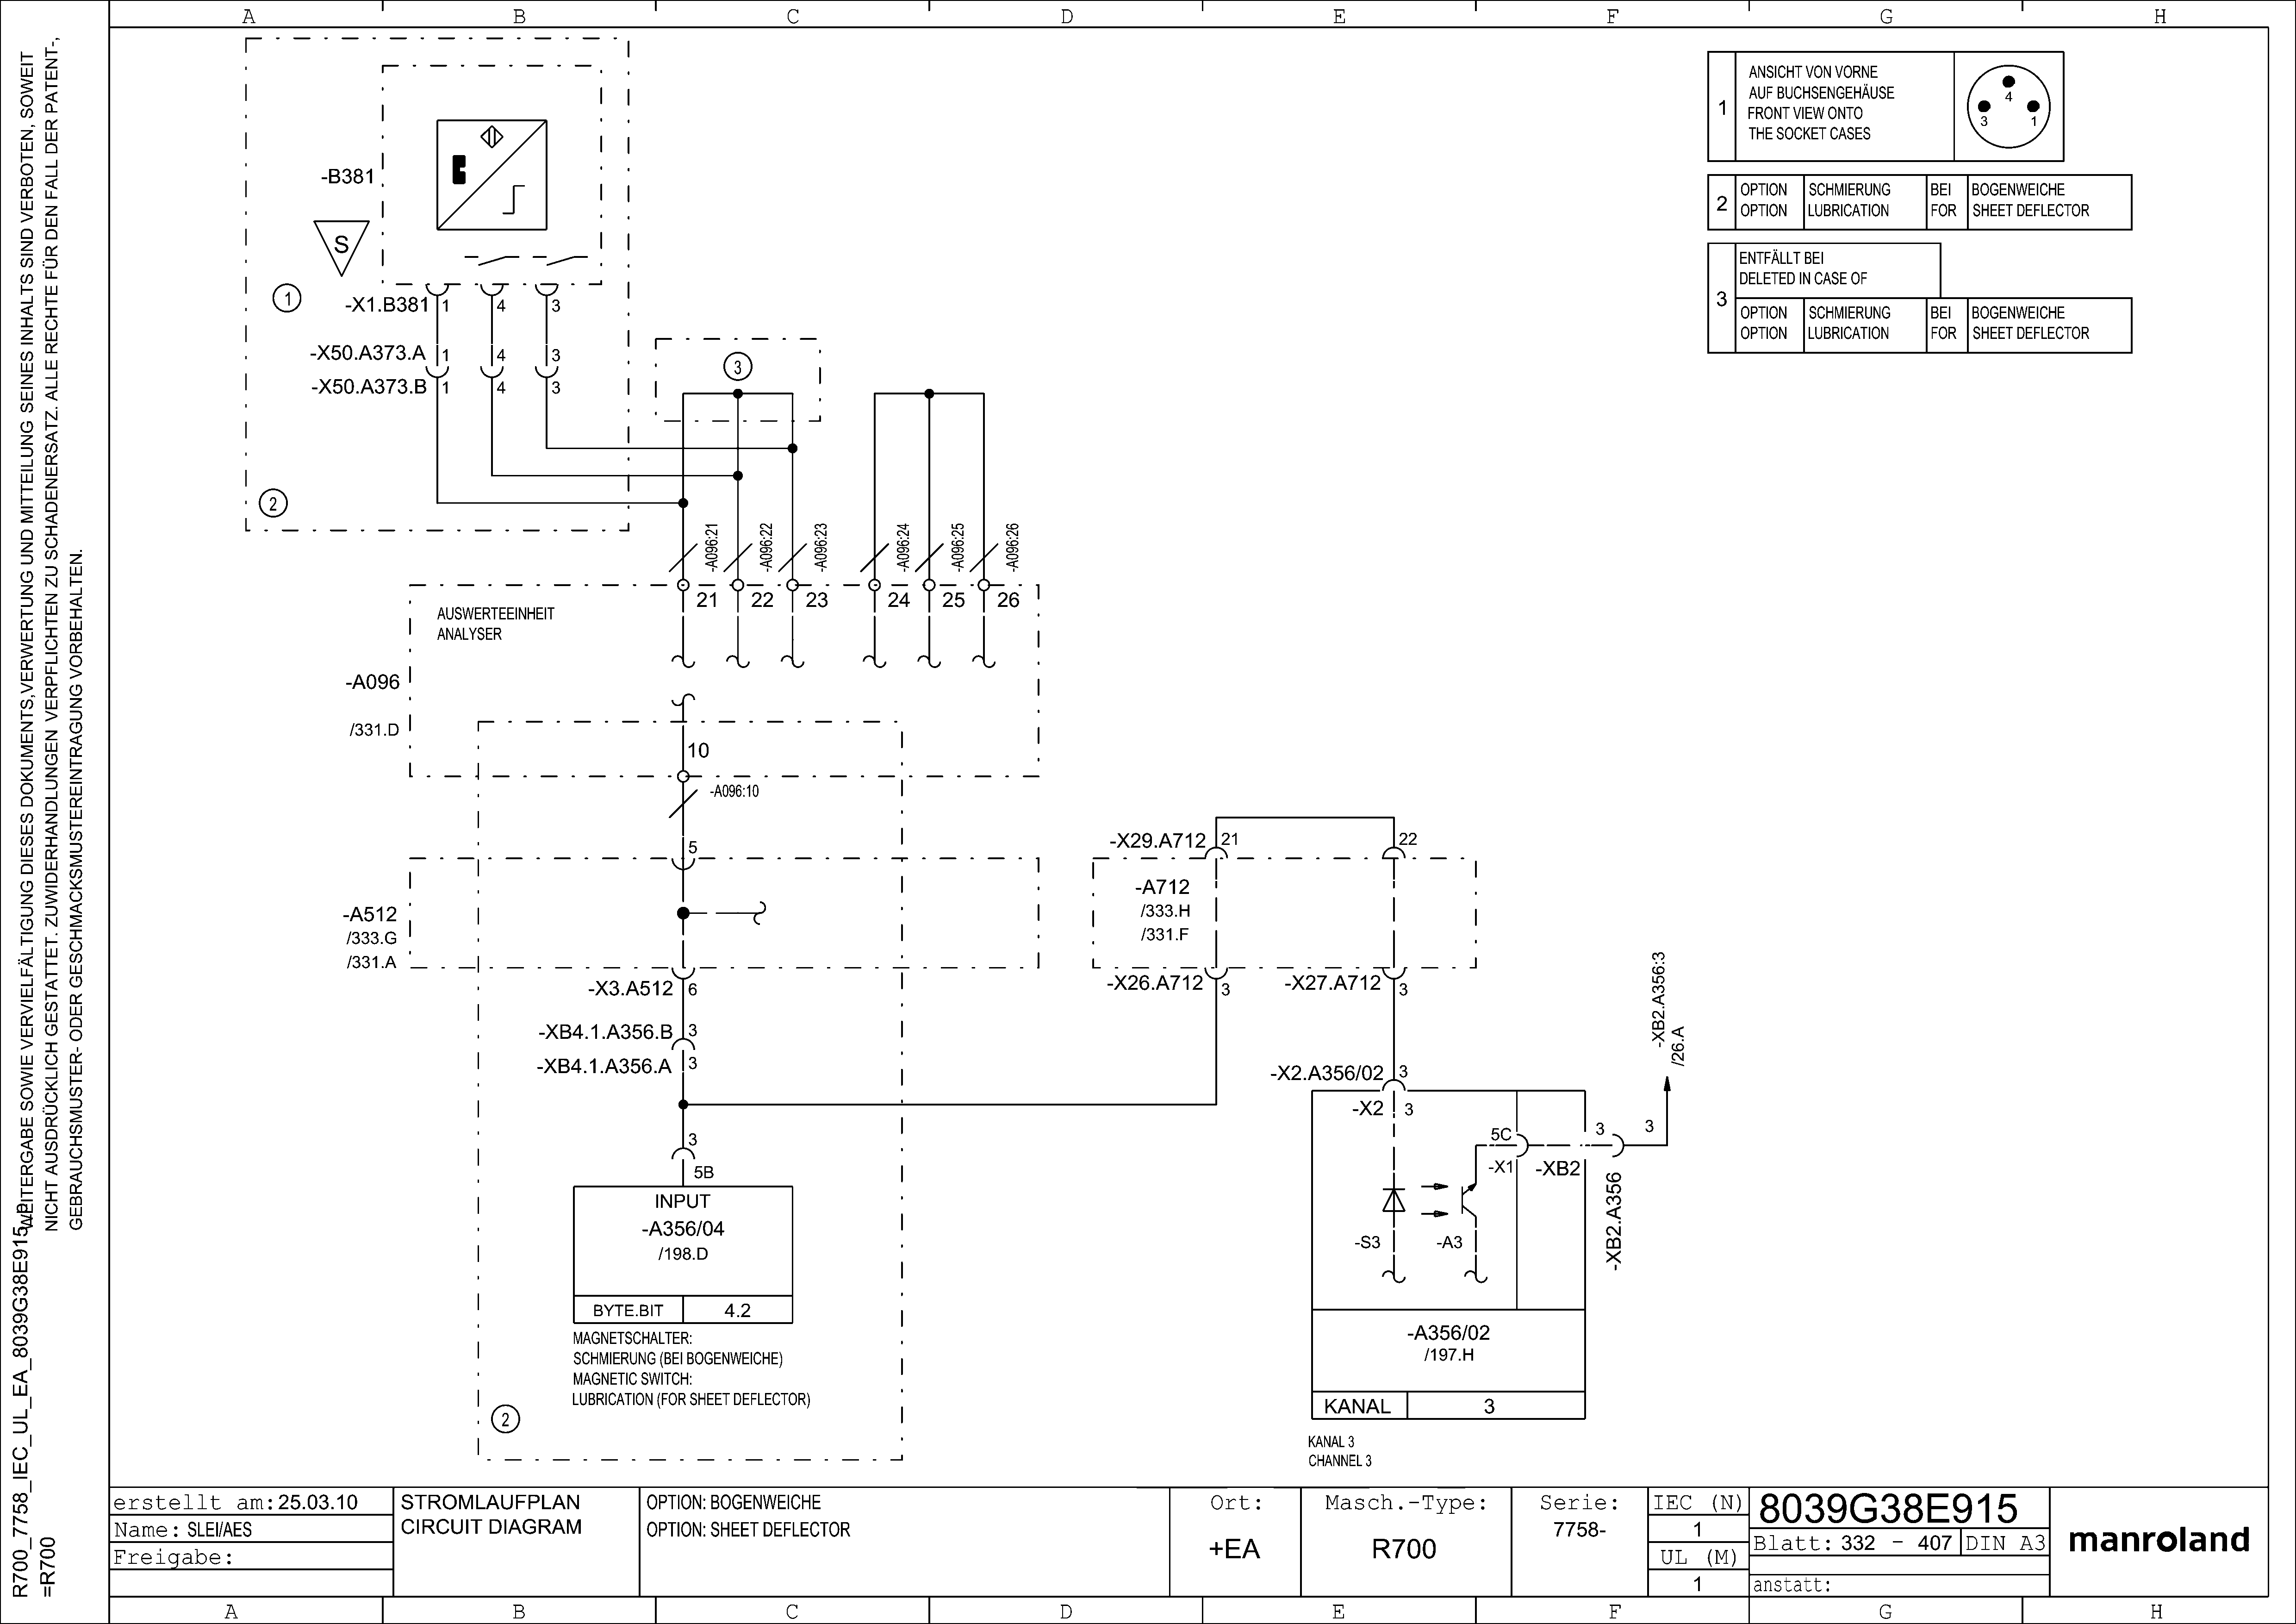 A B C D E F G H
WEITERGABE SOWIE VERVIELFÄLTIGUNG DIESES DOKUMENTS,VERWERTUNG UND MITTEILUNG SEINES INHALTS SIND VERBOTEN, SOWEIT
NICHT AUSDRÜCKLICH GESTATTET. ZUWIDERHANDLUNGEN VERPFLICHTEN ZU SCHADENERSATZ. ALLE RECHTE FÜR DEN FALL DER PATENT-,
GEBRAUCHSMUSTER- ODER GESCHMACKSMUSTEREINTRAGUNG VORBEHALTEN.
=R700
1
ANSICHT VON VORNE
AUF BUCHSENGEHÄUSE
FRONT VIEW ONTO
THE SOCKET CASES
4
3 1
2
OPTION SCHMIERUNG BEI BOGENWEICHE
OPTION LUBRICATION FOR SHEET DEFLECTOR
3
ENTFÄLLT BEI
DELETED IN CASE OF
OPTION SCHMIERUNG BEI BOGENWEICHE
OPTION LUBRICATION FOR SHEET DEFLECTOR
-B381
S
1
-X1.B381 1 4 3
-X50.A373.A 1 4 3
-X50.A373.B 1 4 3
3
2
-A096:21 -A096:22 -A096:23 -A096:24 -A096:25 -A096:26
21 22 23 24 25 26
AUSWERTEEINHEIT
ANALYSER
-A096
/331.D
10
-A096:10
5
-A512
/333.G
/331.A
-X3.A512 6
-XB4.1.A356.B 3
-XB4.1.A356.A 3
3
5B
INPUT
-A356/04
/198.D
BYTE.BIT 4.2
MAGNETSCHALTER:
SCHMIERUNG (BEI BOGENWEICHE)
MAGNETIC SWITCH:
LUBRICATION (FOR SHEET DEFLECTOR)
2
-X29.A712 21 22
-A712
/333.H
/331.F
-X26.A712 3 -X27.A712 3
-X2.A356/02 3
-X2 3
5C
-X1 -XB2
3 3
-XB2.A356
-XB2.A356:3
/26.A
-S3 -A3
-A356/02
/197.H
KANAL 3
KANAL 3
CHANNEL 3
erstellt am: 25.03.10
Name: SLEI/AES
Freigabe:
STROMLAUFPLAN
CIRCUIT DIAGRAM
OPTION: BOGENWEICHE
OPTION: SHEET DEFLECTOR
Ort:
+EA
Masch.-Type:
R700
Serie:
7758-
IEC (N)
1
UL (M)
1
8039G38E915
Blatt: 332 - 407 DIN A3
anstatt:
manroland
A B C D E F G H